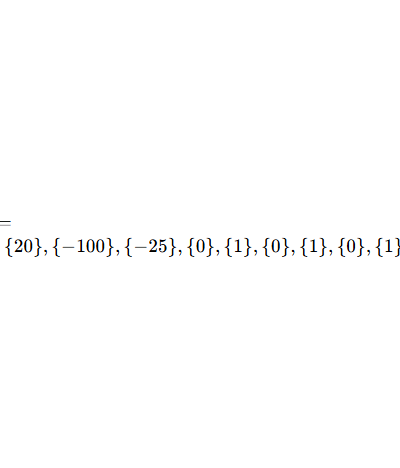 =
{20}, {−100}, {−25}, {0}, {1}, {0}, {1}, {0}, {1}